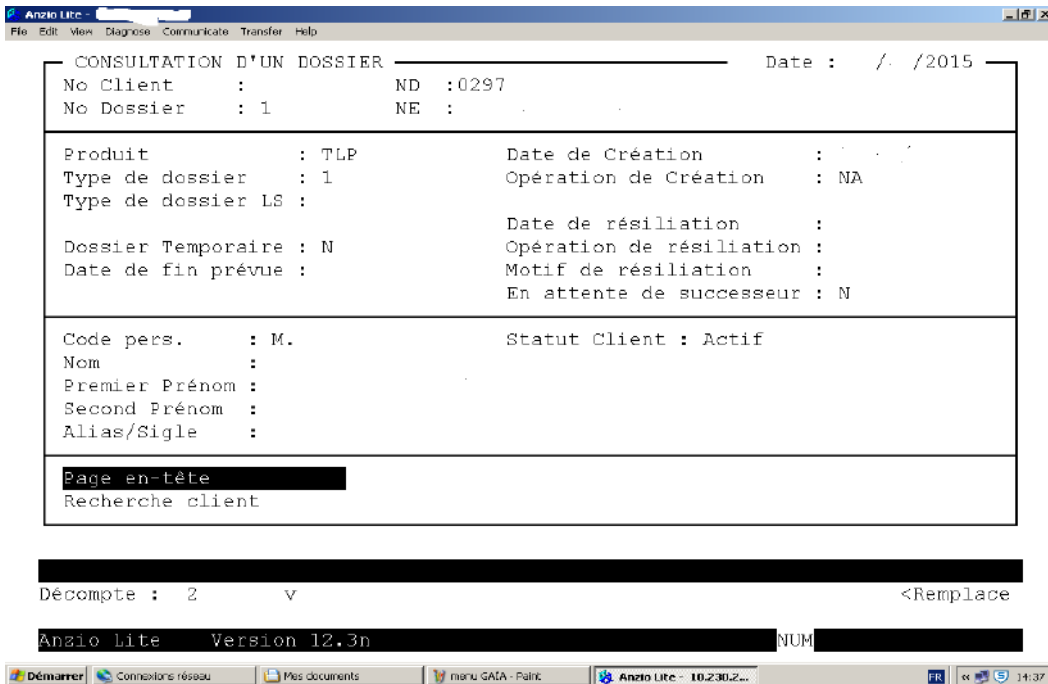 Anzio Lite -
File Edit View Diagnose Communicate Transfer Help
CONSULTATION D'UN DOSSIER Date : / /2015
No Client : ND :0297
No Dossier : 1 NE :
Produit : TLP Date de Création :
Type de dossier : 1 Opération de Création : NA
Type de dossier LS :
Date de résiliation :
Dossier Temporaire : N Opération de résiliation :
Date de fin prévue : Motif de résiliation :
En attente de successeur : N
Code pers. : M. Statut Client : Actif
Nom :
Premier Prénom :
Second Prénom :
Alias/Sigle :
Page en-tête
Recherche client
Décompte : 2 v <Remplace
Anzio Lite Version 12.3n NUM
Démarrer Connexions réseau Mes documents menu GAIA - Paint Anzio Lite - 10.230.2... FR « 14:37